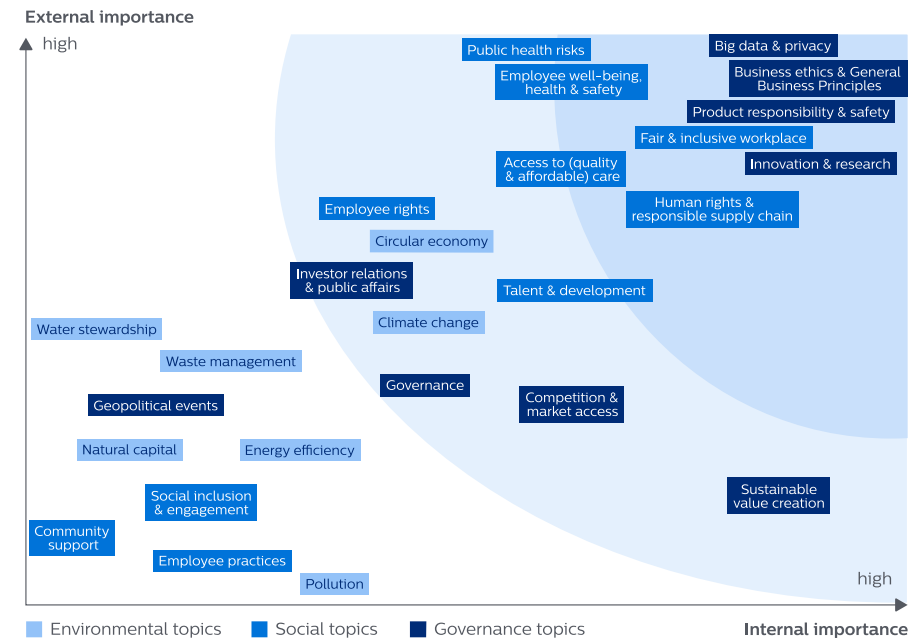 External importance
high
Public health risks
Big data & privacy
Employee well-being,
health & safety
Business ethics & General
Business Principles
Product responsibility & safety
Fair & inclusive workplace
Access to (quality
& affordable) care
Innovation & research
Employee rights
Human rights &
responsible supply chain
Circular economy
Investor relations
& public affairs
Talent & development
Water stewardship
Climate change
Waste management
Governance
Geopolitical events
Competition &
market access
Natural capital
Energy efficiency
Social inclusion
& engagement
Sustainable
value creation
Community
support
Employee practices
Pollution
high
Environmental topics
Social topics
Governance topics
Internal importance